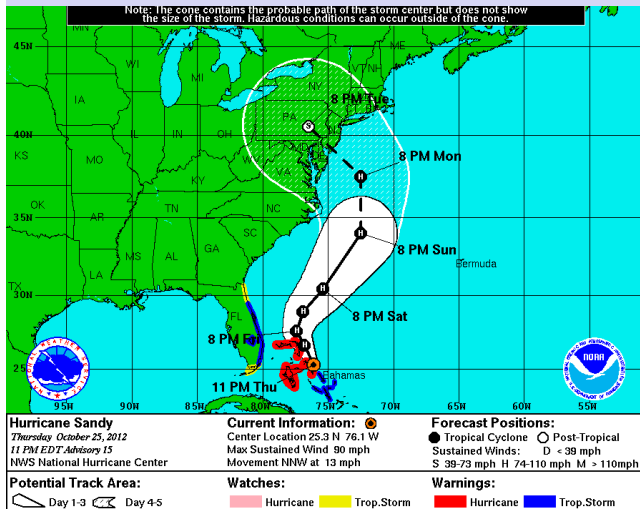 Note: The cone contains the probable path of the storm center but does not show
the size of the storm. Hazardous conditions can occur outside of the cone.
45N
MN
WI
MI
NY
VT
NH
ME
8 PM Tue
IA
PA
S
40N
IL
IN
OH
NJ
MD
DE
8 PM Mon
H
KS
MO
WV
VA
KY
OK
TN
NC
35N
AR
SC
H
8 PM Sun
MS
AL
GA
Bermuda
LA
TX
30N
H
FL
H
8 PM Sat
8 PM Fri
H
H
NOAA
25N
Bahamas
11 PM Thu
95W
90W
85W
80W
75W
70W
65W
60W
Hurricane Sandy
Thursday October 25, 2012
11 PM EDT Advisory 15
NWS National Hurricane Center
Current Information:
Center Location 25.3 N 76.1 W
Max Sustained Wind 90 mph
Movement NNW at 13 mph
Forecast Positions:
Tropical Cyclone Post-Tropical
Sustained Winds: D < 39 mph
S 39-73 mph H 74-110 mph M > 110mph
Potential Track Area:
Day 1-3 Day 4-5
Watches:
Hurricane Trop.Storm
Warnings:
Hurricane Trop.Storm